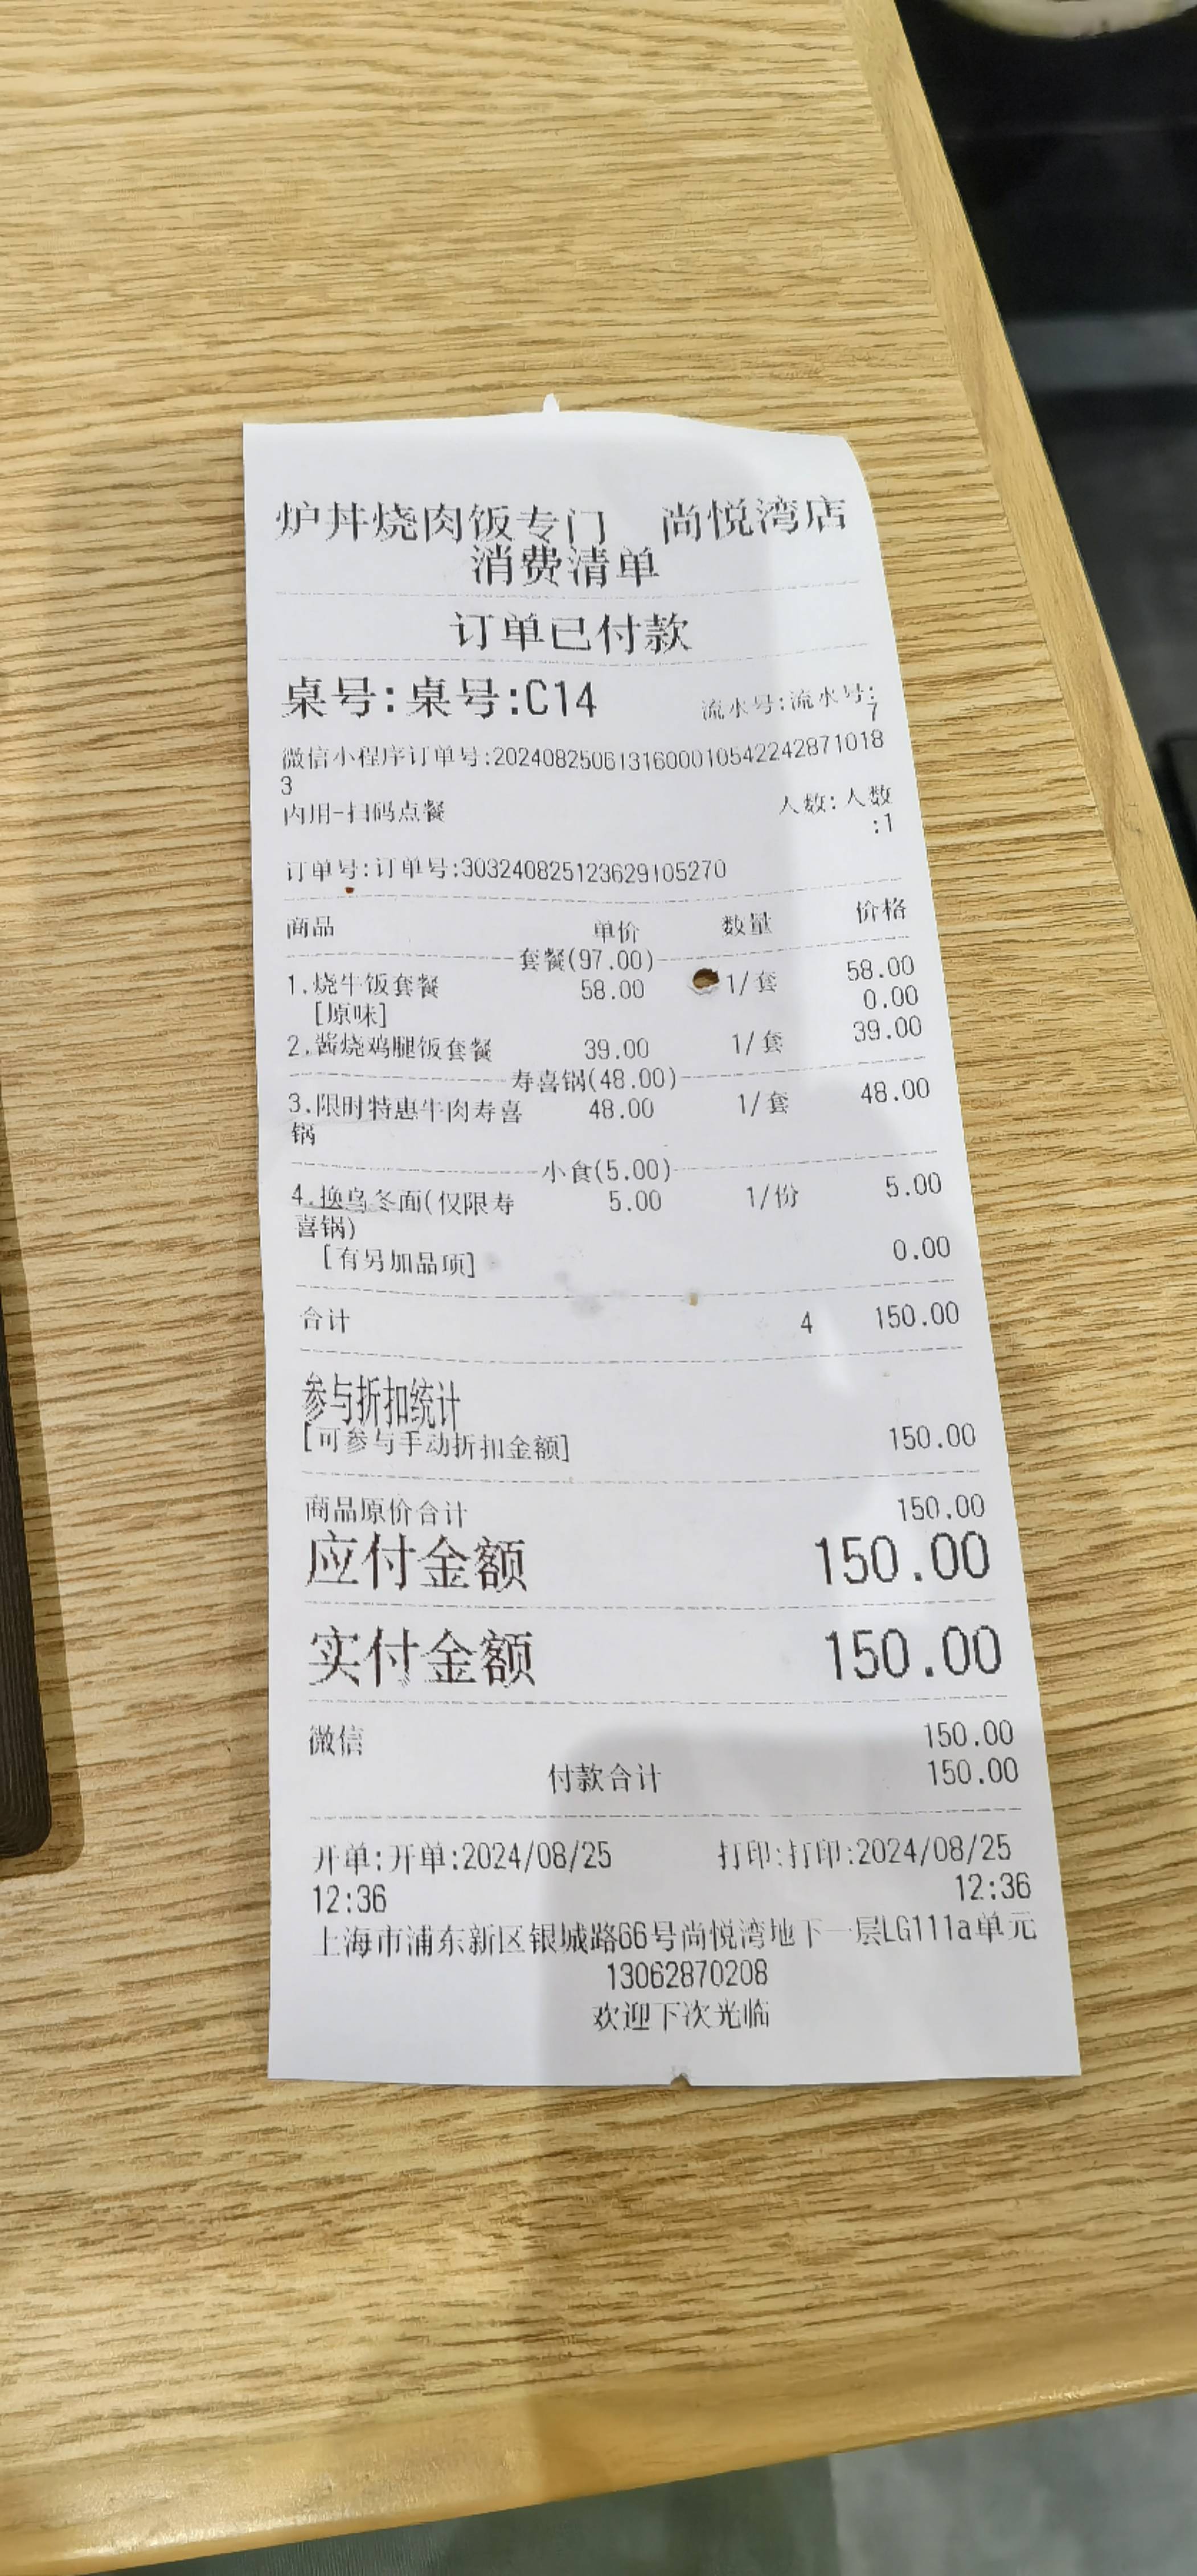 炉丼烧肉饭专门 尚悦湾店
消费清单
订单已付款
桌号:桌号:C14 流水号:流水号:
7
微信小程序订单号:2024082506131600010542242871018
3
内用-扫码点餐 人数:人数
:1
订单号:订单号:303240825123629105270
商品 单价 数量 价格
套餐(97.00)
1.烧牛饭套餐 58.00 1/套 58.00
[原味] 0.00
2.酱烧鸡腿饭套餐 39.00 1/套 39.00
寿喜锅(48.00)
3.限时特惠牛肉寿喜 48.00 1/套 48.00
锅
小食(5.00)
4.换乌冬面(仅限寿 5.00 1/份 5.00
喜锅)
[有另加品项] 0.00
合计 4 150.00
参与折扣统计
[可参与手动折扣金额] 150.00
商品原价合计 150.00
应付金额 150.00
实付金额 150.00
微信 150.00
付款合计 150.00
开单:开单:2024/08/25 打印:打印:2024/08/25
12:36 12:36
上海市浦东新区银城路66号尚悦湾地下一层LG111a单元
13062870208
欢迎下次光临